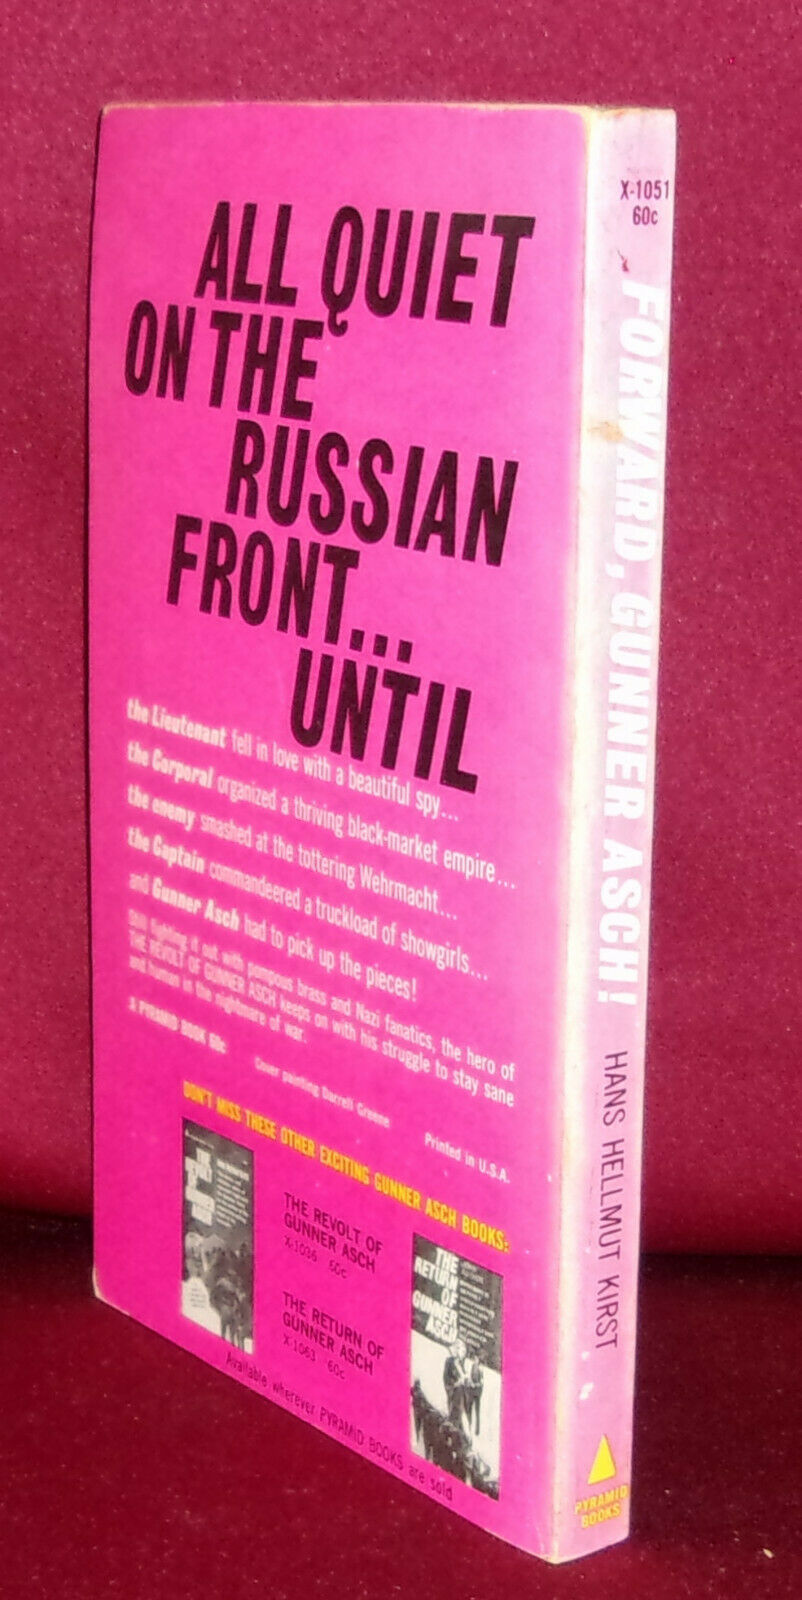 ALL QUIET
ON THE
RUSSIAN
FRONT...
UNTIL
the Lieutenant fell in love with a beautiful spy...
the Corporal organized a thriving black-market empire...
the enemy smashed at the tottering Wehrmacht...
the Captain commandeered a truckload of showgirls...
and Gunner Asch had to pick up the pieces!
Still fighting it out with pompous brass and Nazi fanatics, the hero of
THE REVOLT OF GUNNER ASCH keeps on with his struggle to stay sane
and human in the nightmare of war.
A PYRAMID BOOK 60c
Cover painting Darrell Greene
Printed in U.S.A.
DON'T MISS THESE OTHER EXCITING GUNNER ASCH BOOKS:
THE REVOLT OF
GUNNER ASCH
X-1036 60c
THE RETURN OF
GUNNER ASCH
X-1063 60c
THE
RETURN
OF
GUNNER
ASCH
Available wherever PYRAMID BOOKS are sold
X-1051
60c
FORWARD, GUNNER ASCH!
HANS HELLMUT KIRST
PYRAMID
BOOKS